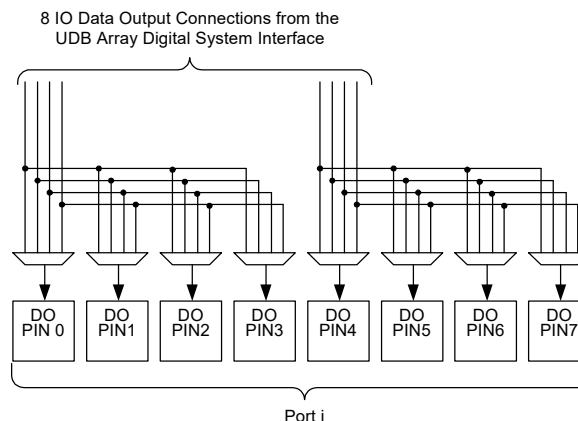 8 IO Data Output Connections from the
UDB Array Digital System Interface
DO
PIN 0
DO
PIN1
DO
PIN2
DO
PIN3
DO
PIN4
DO
PIN5
DO
PIN6
DO
PIN7
Port i